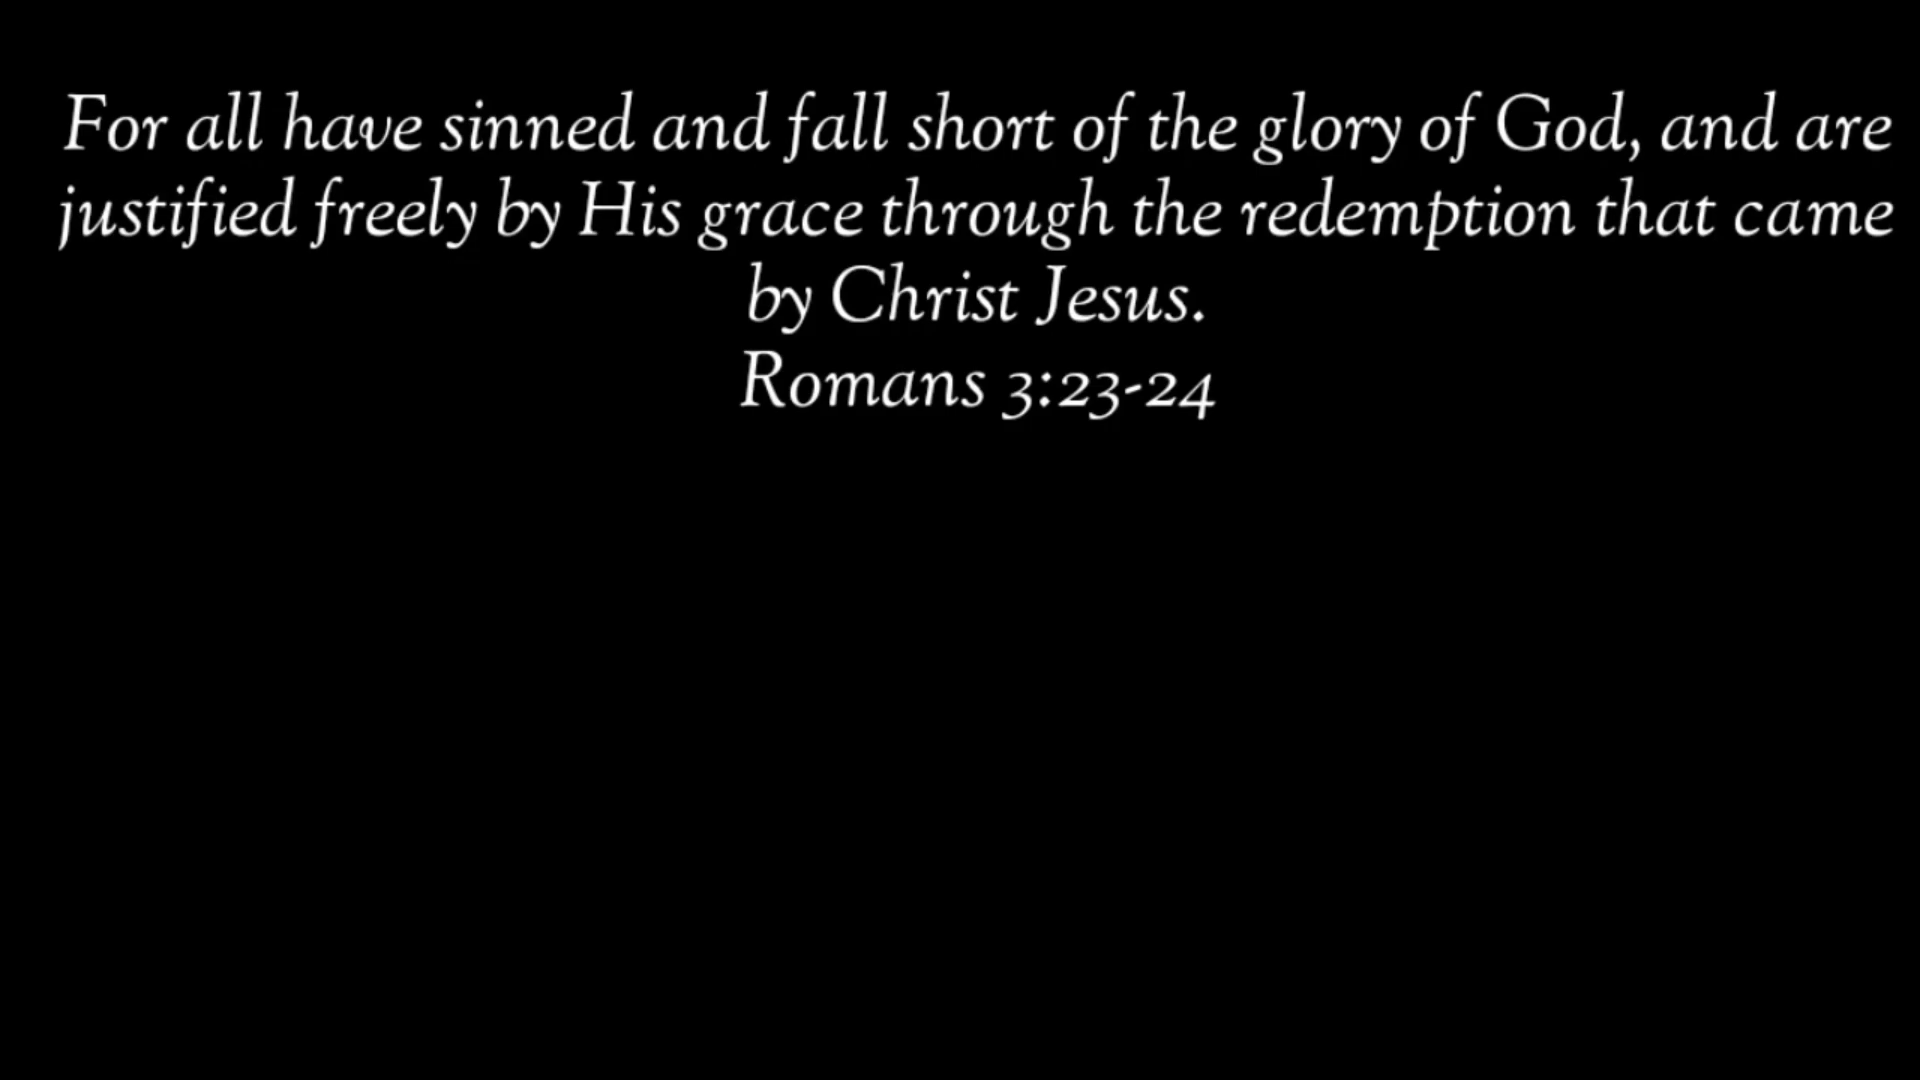 For all have sinned and fall short of the glory of God, and are
justified freely by His grace through the redemption that came
by Christ Jesus.
Romans 3:23-24